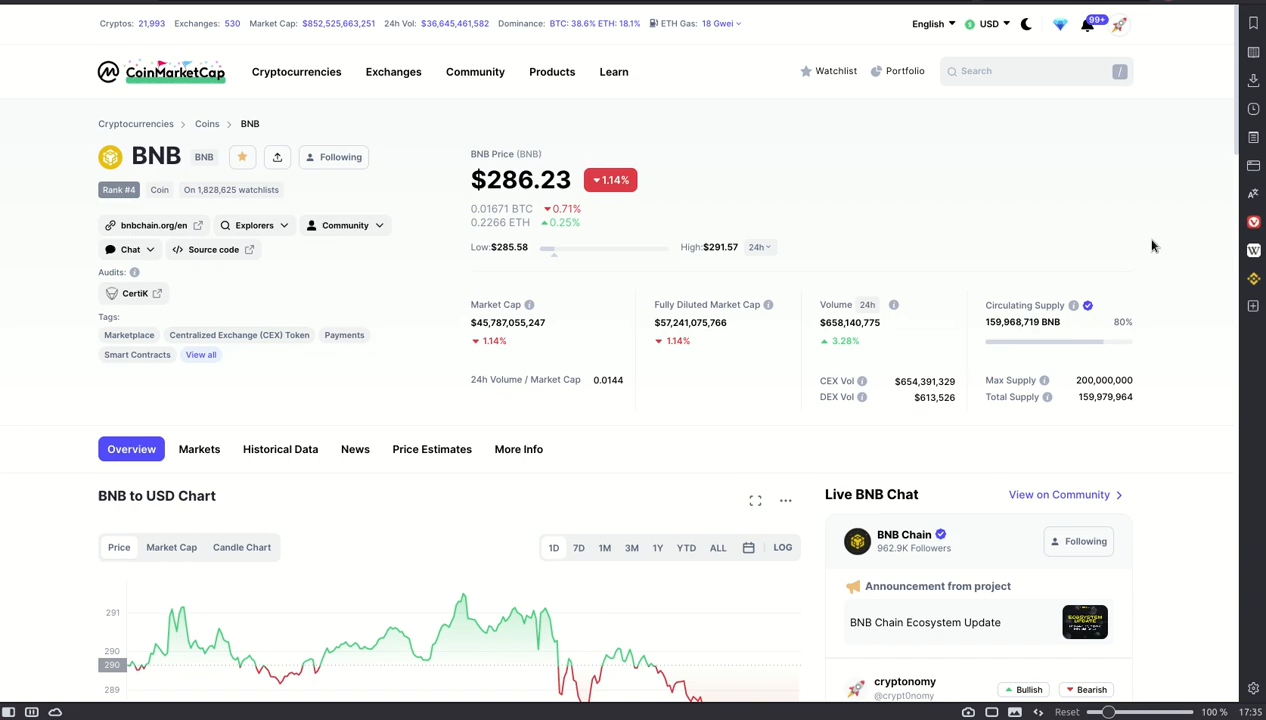 Cryptos: 21,993 Exchanges: 530 Market Cap: $852,525,663,251 24h Vol: $36,645,461,582 Dominance: BTC: 38.6% ETH: 18.1% ETH Gas: 18 Gwei
English USD 99+
CoinMarketCap Cryptocurrencies Exchanges Community Products Learn Watchlist Portfolio Search /
Cryptocurrencies Coins BNB
BNB BNB Following
Rank #4 Coin On 1,828,625 watchlists
bnbchain.org/en Explorers Community
Chat Source code
Audits:
CertiK
Tags:
Marketplace Centralized Exchange (CEX) Token Payments
Smart Contracts View all
BNB Price (BNB)
$286.23 1.14%
0.01671 BTC 0.71%
0.2266 ETH 0.25%
Low:$285.58 High:$291.57 24h
Market Cap
$45,787,055,247
1.14%
24h Volume / Market Cap 0.0144
Fully Diluted Market Cap
$57,241,075,766
1.14%
Volume 24h
$658,140,775
3.28%
CEX Vol $654,391,329
DEX Vol $613,526
Circulating Supply
159,968,719 BNB 80%
Max Supply 200,000,000
Total Supply 159,979,964
Overview Markets Historical Data News Price Estimates More Info
BNB to USD Chart
Price Market Cap Candle Chart 1D 7D 1M 3M 1Y YTD ALL LOG
291
290
290
289
Live BNB Chat View on Community
BNB Chain Following
962.9K Followers
Announcement from project
BNB Chain Ecosystem Update
ECOSYSTEM
UPDATE
cryptonomy Bullish Bearish
@crypt0nomy
W
Reset 100 % 17:35